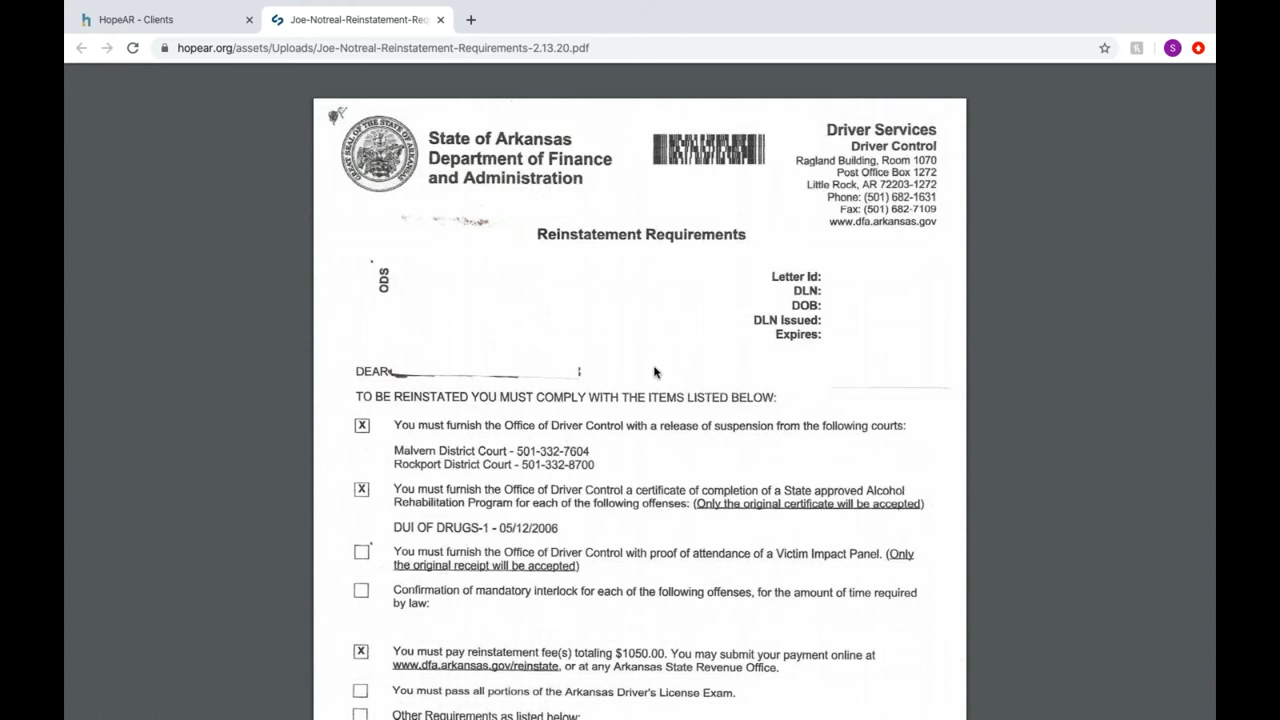 HopeAR - Clients
Joe-Notreal-Reinstatement-Req
hopear.org/assets/Uploads/Joe-Notreal-Reinstatement-Requirements-2.13.20.pdf
S
State of Arkansas
Department of Finance
and Administration
Driver Services
Driver Control
Ragland Building, Room 1070
Post Office Box 1272
Little Rock, AR 72203-1272
Phone: (501) 682-1631
Fax: (501) 682-7109
www.dfa.arkansas.gov
Reinstatement Requirements
ODS
Letter Id:
DLN:
DOB:
DLN Issued:
Expires:
DEAR
TO BE REINSTATED YOU MUST COMPLY WITH THE ITEMS LISTED BELOW:
X You must furnish the Office of Driver Control with a release of suspension from the following courts:
Malvern District Court - 501-332-7604
Rockport District Court - 501-332-8700
X You must furnish the Office of Driver Control a certificate of completion of a State approved Alcohol
Rehabilitation Program for each of the following offenses: (Only the original certificate will be accepted)
DUI OF DRUGS-1 - 05/12/2006
You must furnish the Office of Driver Control with proof of attendance of a Victim Impact Panel. (Only
the original receipt will be accepted)
Confirmation of mandatory interlock for each of the following offenses, for the amount of time required
by law:
X You must pay reinstatement fee(s) totaling $1050.00. You may submit your payment online at
www.dfa.arkansas.gov/reinstate, or at any Arkansas State Revenue Office.
You must pass all portions of the Arkansas Driver's License Exam.
Other Requirements as listed below: